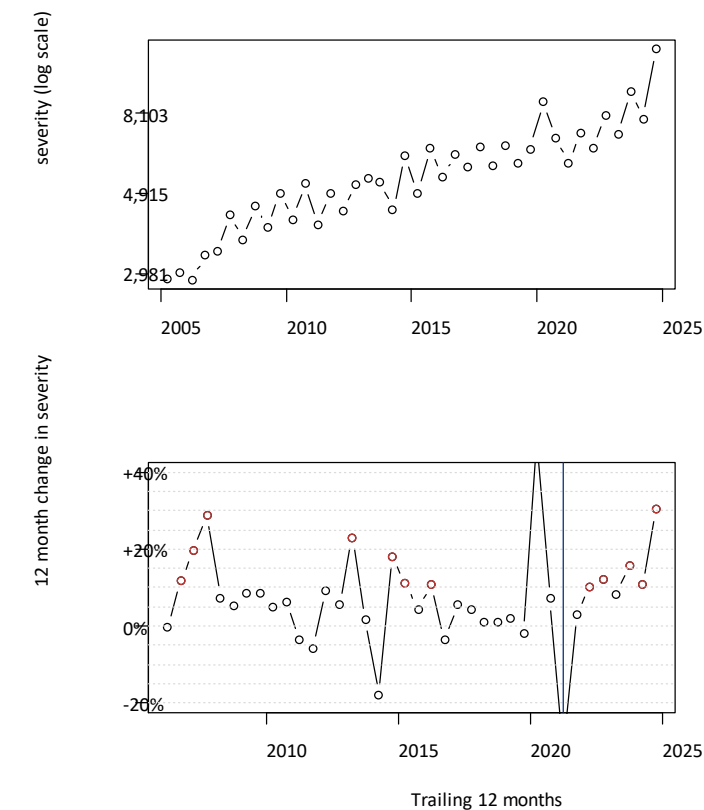 severity (log scale)
8,103
4,915
2,981
2005 2010 2015 2020 2025
12 month change in severity
+40%
+20%
0%
-20%
2010 2015 2020 2025
Trailing 12 months